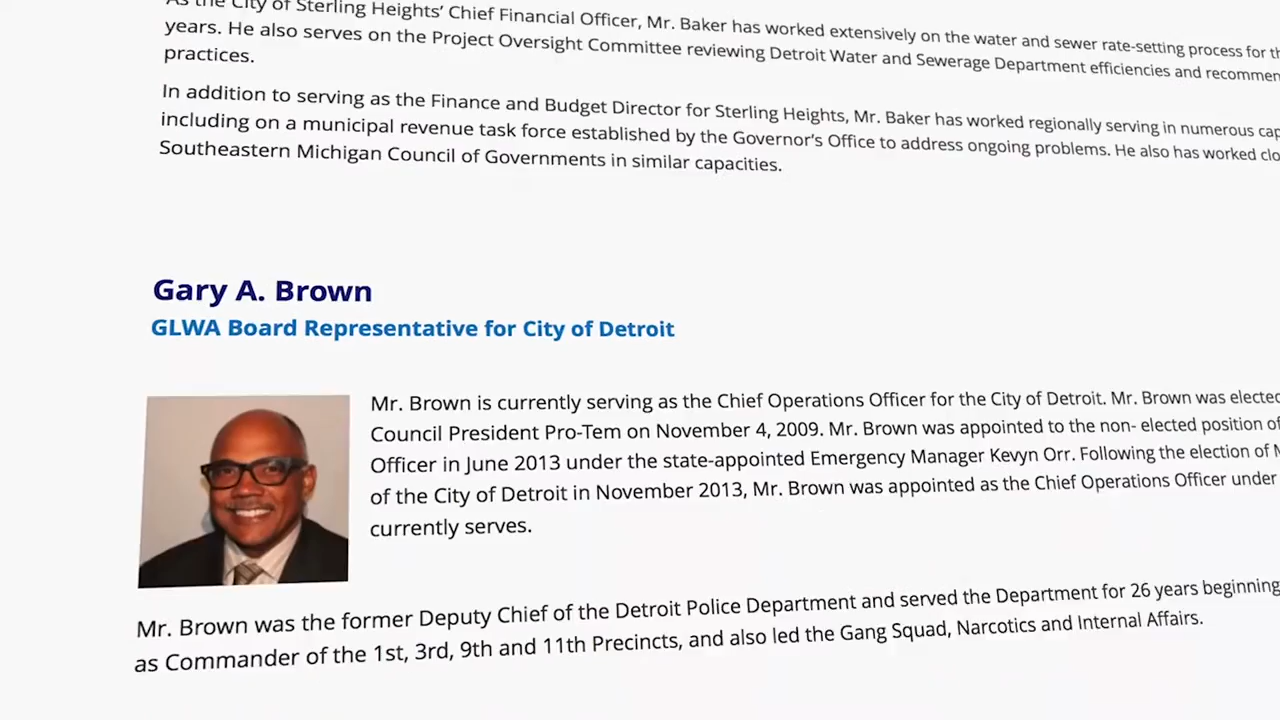 As the City of Sterling Heights’ Chief Financial Officer, Mr. Baker has worked extensively on the water and sewer rate-setting process for
years. He also serves on the Project Oversight Committee reviewing Detroit Water and Sewerage Department efficiencies and
practices.
In addition to serving as the Finance and Budget Director for Sterling Heights, Mr. Baker has worked regionally serving in numerous
including on a municipal revenue task force established by the Governor’s Office to address ongoing problems. He also has worked
Southeastern Michigan Council of Governments in similar capacities.
Gary A. Brown
GLWA Board Representative for City of Detroit
Mr. Brown is currently serving as the Chief Operations Officer for the City of Detroit. Mr. Brown was elected
Council President Pro-Tem on November 4, 2009. Mr. Brown was appointed to the non- elected position of
Officer in June 2013 under the state-appointed Emergency Manager Kevyn Orr. Following the election of
of the City of Detroit in November 2013, Mr. Brown was appointed as the Chief Operations Officer under
currently serves.
Mr. Brown was the former Deputy Chief of the Detroit Police Department and served the Department for 26 years beginning
as Commander of the 1st, 3rd, 9th and 11th Precincts, and also led the Gang Squad, Narcotics and Internal Affairs.